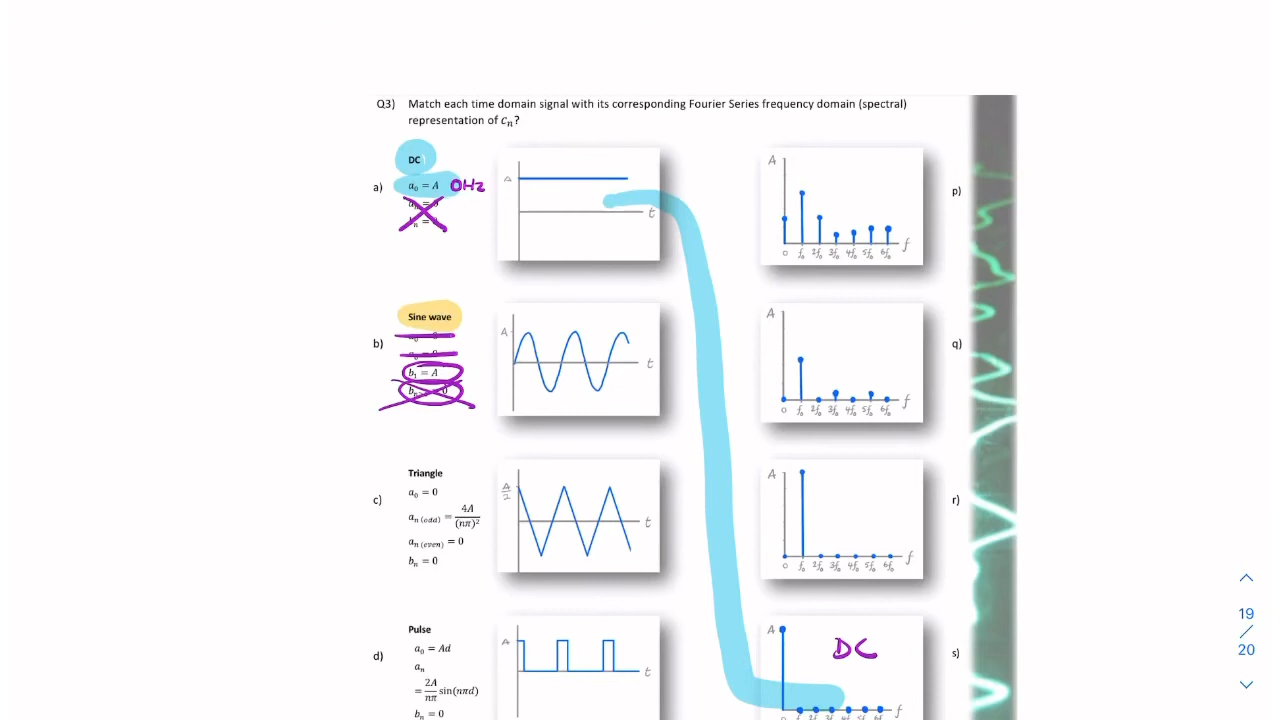 Q3) Match each time domain signal with its corresponding Fourier Series frequency domain (spectral)
representation of cₙ?
DC
a) a₀ = A 0Hz
A
t
A
0 f₀ 2f₀ 3f₀ 4f₀ 5f₀ 6f₀ f
p)
Sine wave
b)
b₁ = A
A
t
A
0 f₀ 2f₀ 3f₀ 4f₀ 5f₀ 6f₀ f
q)
Triangle
c) a₀ = 0
aₙ (odd) = 4A/(nπ)²
aₙ (even) = 0
bₙ = 0
A/2
t
A
0 f₀ 2f₀ 3f₀ 4f₀ 5f₀ 6f₀ f
r)
Pulse
d) a₀ = Ad
aₙ
= 2A/nπ sin(nπd)
bₙ = 0
A
t
A
DC
f
s)
19
/
20